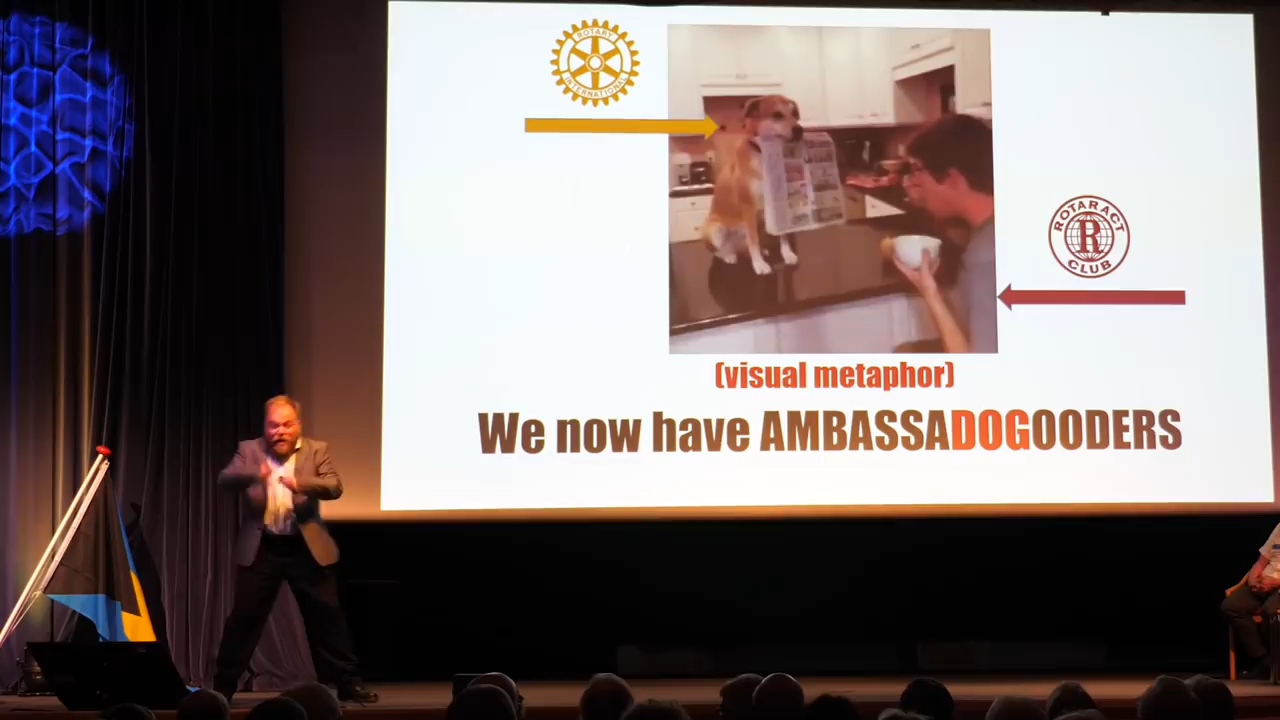 ROTARY
INTERNATIONAL
ROTARACT
R
CLUB
(visual metaphor)
We now have AMBASSADOGOODERS